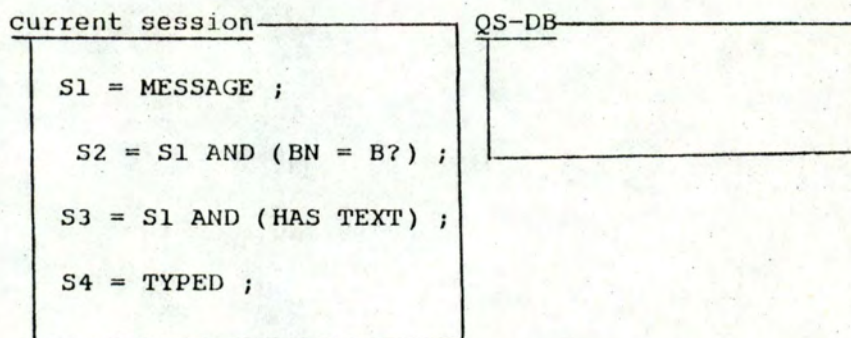 current session QS-DB
S1 = MESSAGE ;
S2 = S1 AND (BN = B?) ;
S3 = S1 AND (HAS TEXT) ;
S4 = TYPED ;